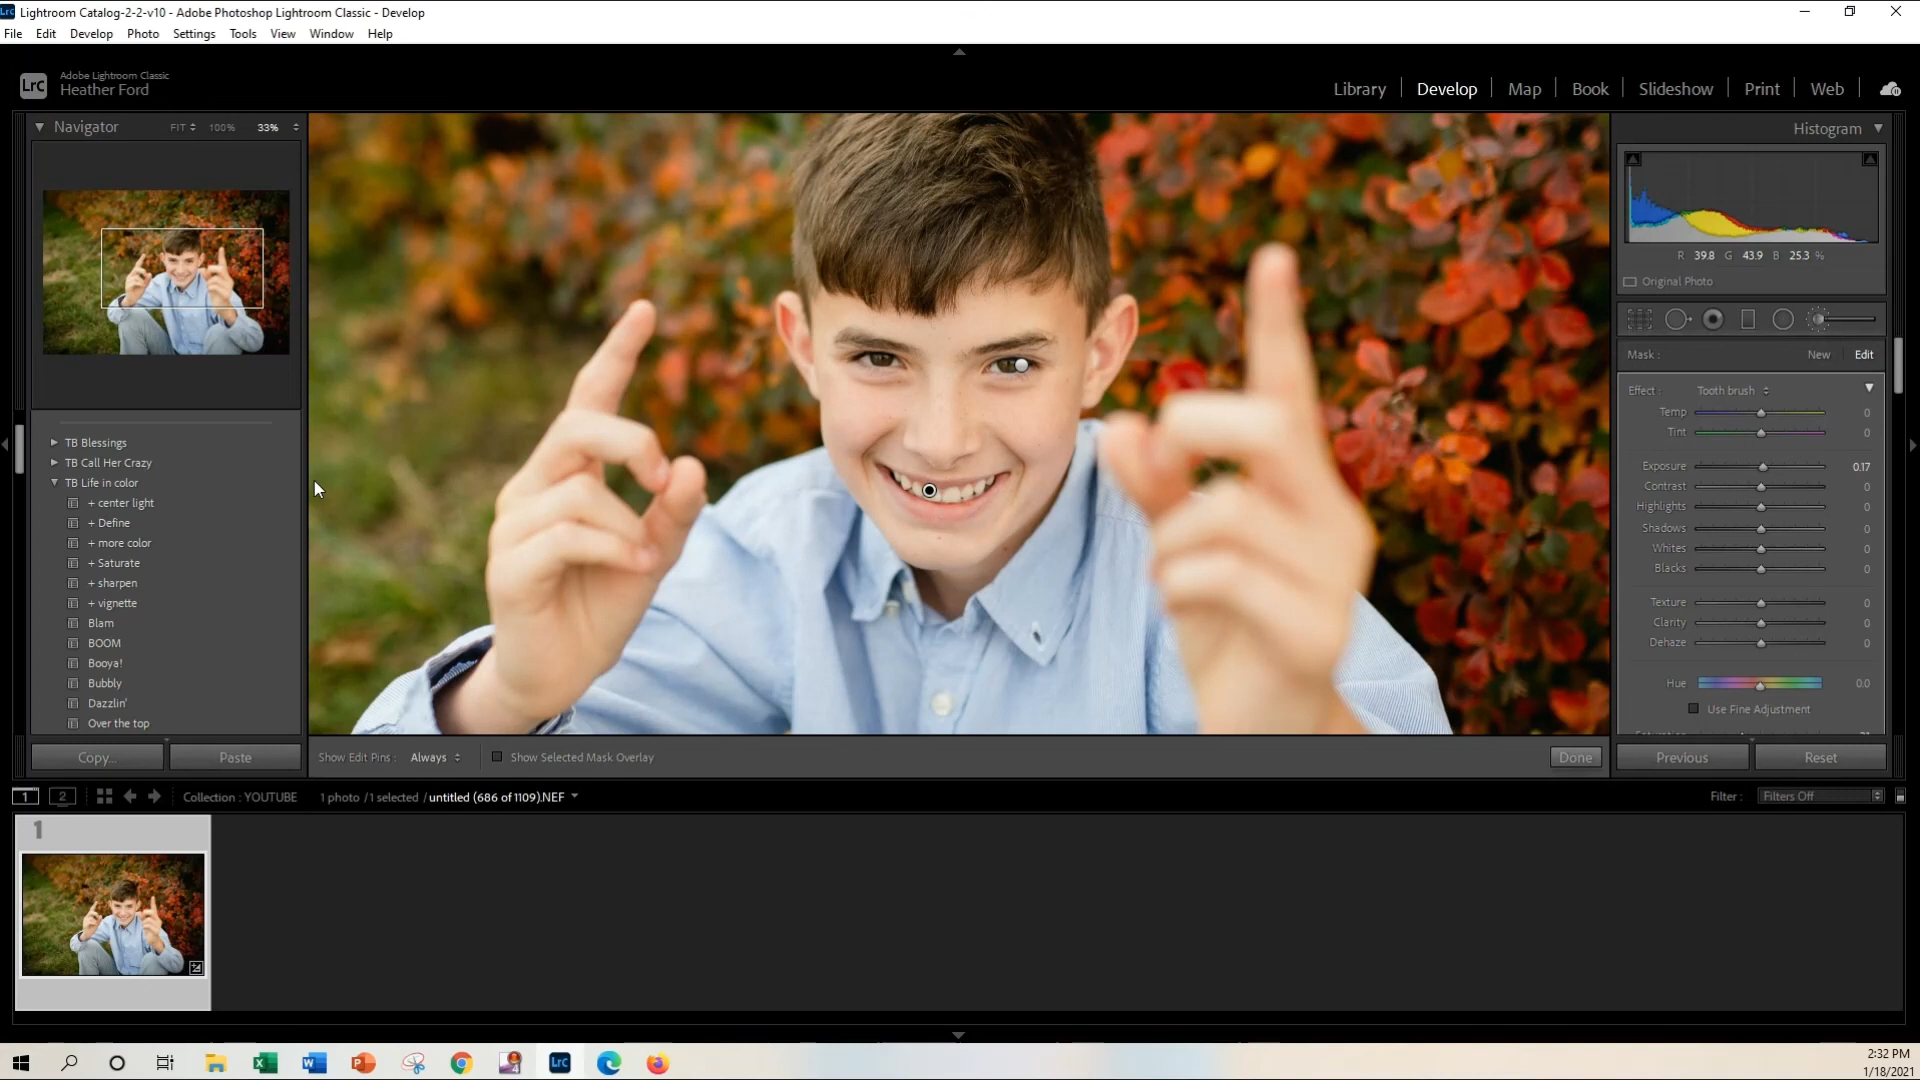 Lrc Lightroom Catalog-2-2-v10 - Adobe Photoshop Lightroom Classic - Develop
File Edit Develop Photo Settings Tools View Window Help
LrC Adobe Lightroom Classic
Heather Ford
Library Develop Map Book Slideshow Print Web
Navigator FIT 100% 33%
Histogram
R 39.8 G 43.9 B 25.3 %
Original Photo
Mask : New Edit
Effect : Tooth brush
Temp 0
Tint 0
Exposure 0.17
Contrast 0
Highlights 0
Shadows 0
Whites 0
Blacks 0
Texture 0
Clarity 0
Dehaze 0
Hue 0.0
Use Fine Adjustment
TB Blessings
TB Call Her Crazy
TB Life in color
+ center light
+ Define
+ more color
+ Saturate
+ sharpen
+ vignette
Blam
BOOM
Booya!
Bubbly
Dazzlin'
Over the top
Copy... Paste
Show Edit Pins : Always Show Selected Mask Overlay Done
Previous Reset
1 2 Collection : YOUTUBE 1 photo / 1 selected / untitled (686 of 1109).NEF Filter : Filters Off
1
LrC
2:32 PM
1/18/2021